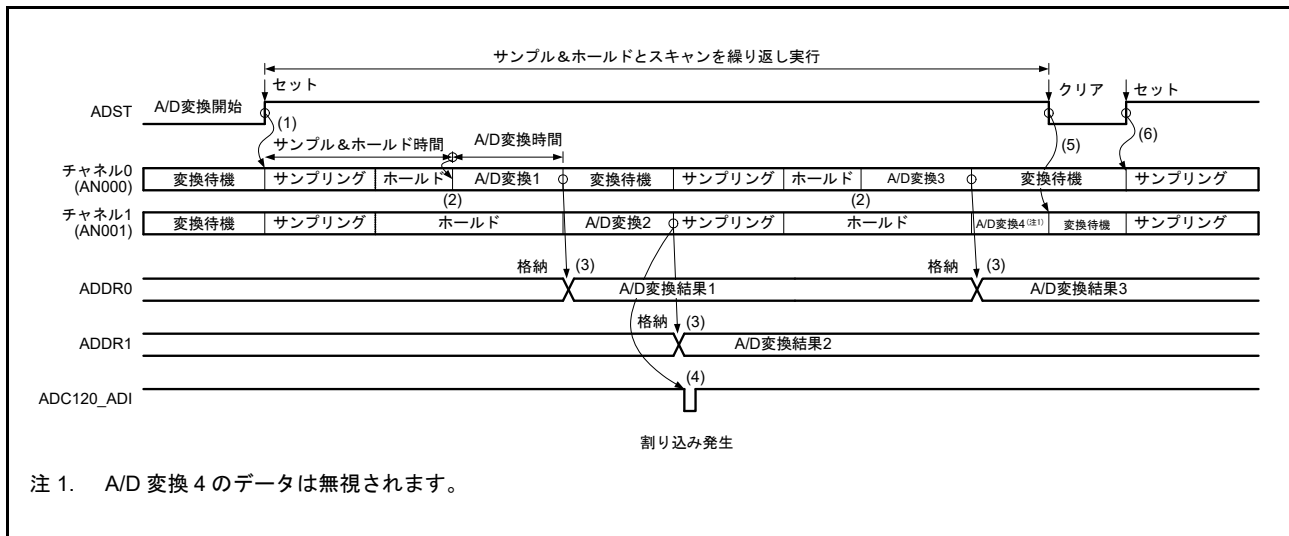 サンプル＆ホールドとスキャンを繰り返し実行
セット
クリア
セット
ADST
A/D変換開始
(1)
(5)
(6)
サンプル＆ホールド時間
A/D変換時間
チャネル0
(AN000)
変換待機 サンプリング ホールド A/D変換1 変換待機 サンプリング ホールド A/D変換3 変換待機 サンプリング
(2)
(2)
チャネル1
(AN001)
変換待機 サンプリング ホールド A/D変換2 サンプリング ホールド A/D変換4(注1) 変換待機 サンプリング
格納 (3)
格納 (3)
ADDR0
A/D変換結果1
A/D変換結果3
格納 (3)
ADDR1
A/D変換結果2
(4)
ADC120_ADI
割り込み発生
注 1. A/D 変換 4 のデータは無視されます。